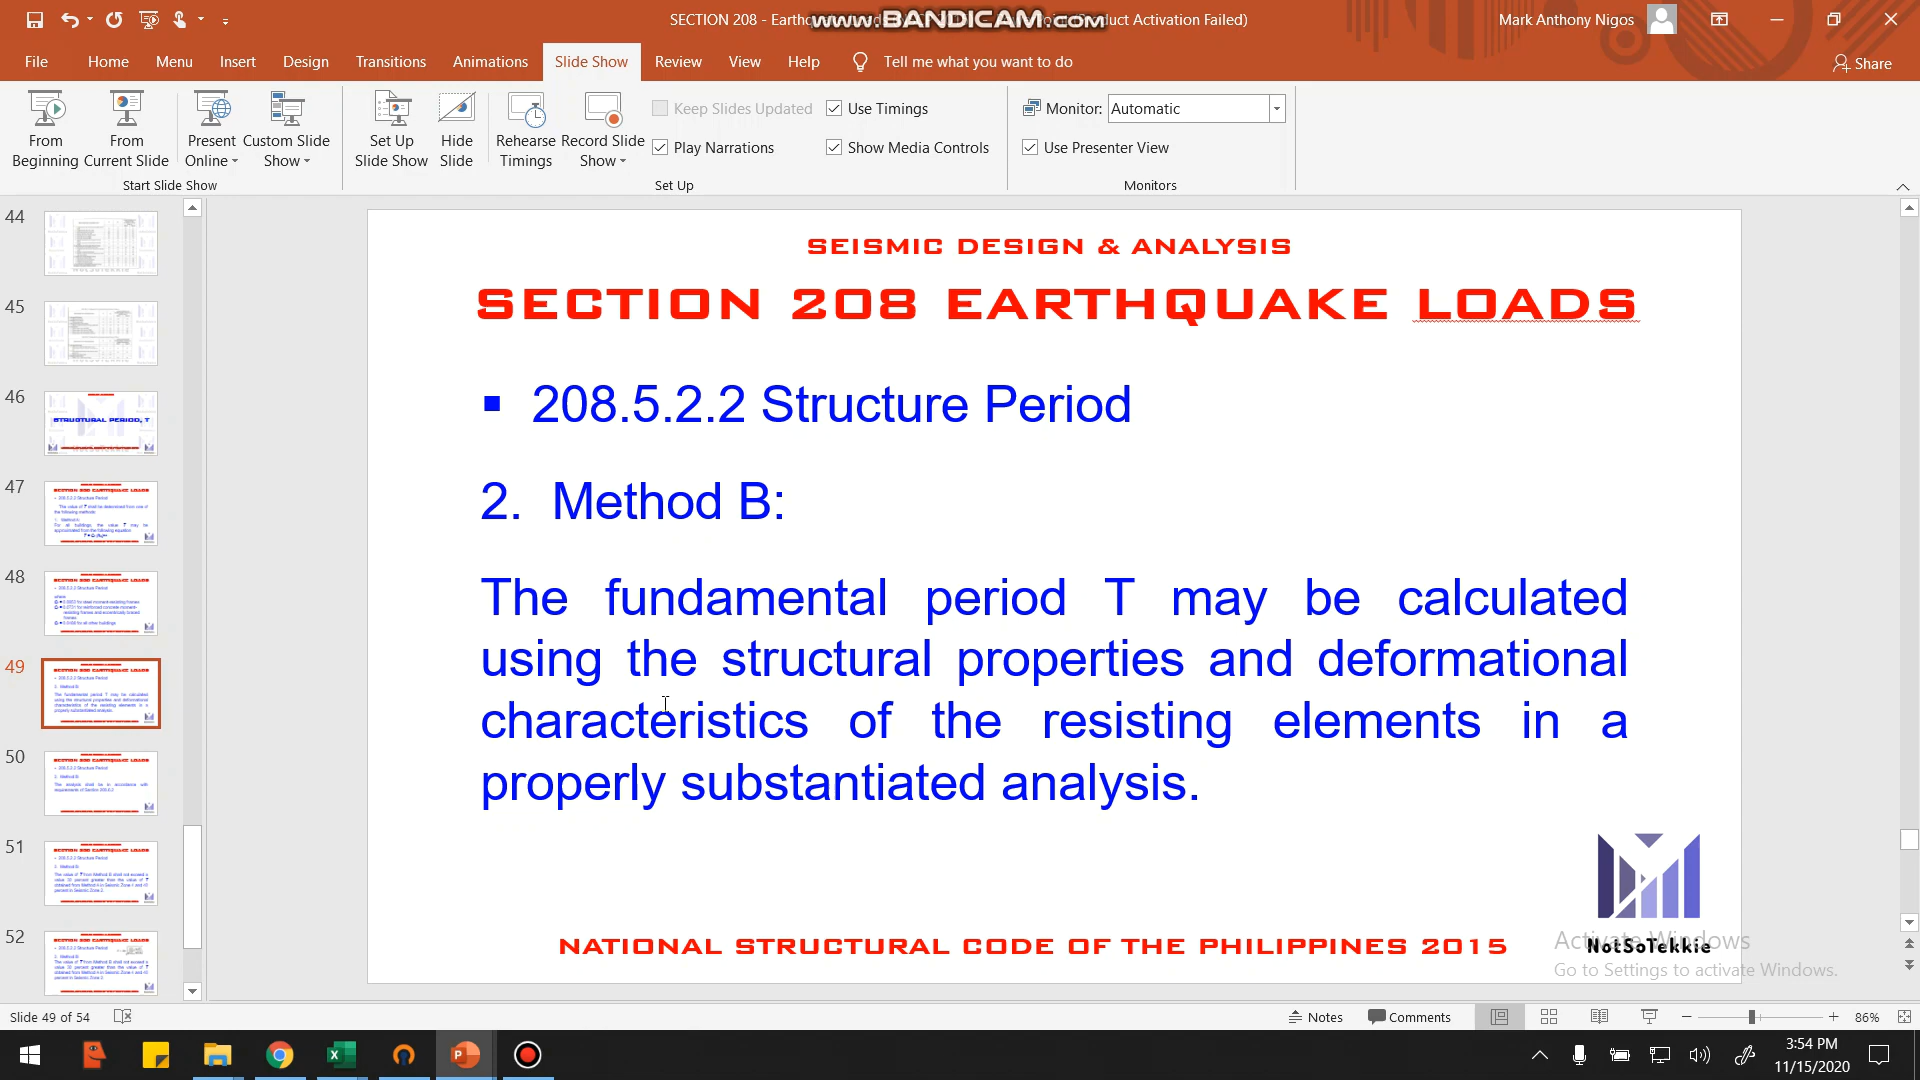 SECTION 208 - Earthq
www.BANDICAM.com
Product Activation Failed)
Mark Anthony Nigos
File
Home
Menu
Insert
Design
Transitions
Animations
Slide Show
Review
View
Help
Tell me what you want to do
Share
From Beginning
From Current Slide
Present Online
Custom Slide Show
Set Up Slide Show
Hide Slide
Rehearse Timings
Record Slide Show
Keep Slides Updated
Use Timings
Play Narrations
Show Media Controls
Monitor:
Automatic
Use Presenter View
Start Slide Show
Set Up
Monitors
44
45
46
STRUCTURAL PERIOD, T
47
48
49
50
51
52
SEISMIC DESIGN & ANALYSIS
SECTION 208 EARTHQUAKE LOADS
▪ 208.5.2.2 Structure Period
2. Method B:
The fundamental period T may be calculated
using the structural properties and deformational
characteristics of the resisting elements in a
properly substantiated analysis.
NATIONAL STRUCTURAL CODE OF THE PHILIPPINES 2015
NotSoTekkie
Activate Windows
Go to Settings to activate Windows.
Slide 49 of 54
Notes
Comments
86%
3:54 PM
11/15/2020